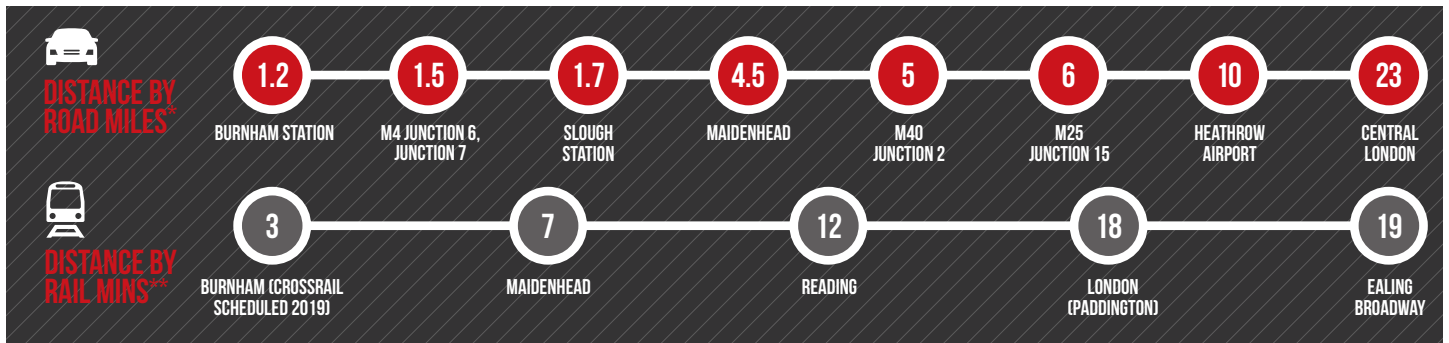 DISTANCE BY
ROAD MILES*
1.2
1.5
1.7
4.5
5
6
10
23
BURNHAM STATION
M4 JUNCTION 6,
JUNCTION 7
SLOUGH
STATION
MAIDENHEAD
M40
JUNCTION 2
M25
JUNCTION 15
HEATHROW
AIRPORT
CENTRAL
LONDON
DISTANCE BY
RAIL MINS**
3
7
12
18
19
BURNHAM (CROSSRAIL
SCHEDULED 2019)
MAIDENHEAD
READING
LONDON
(PADDINGTON)
EALING
BROADWAY